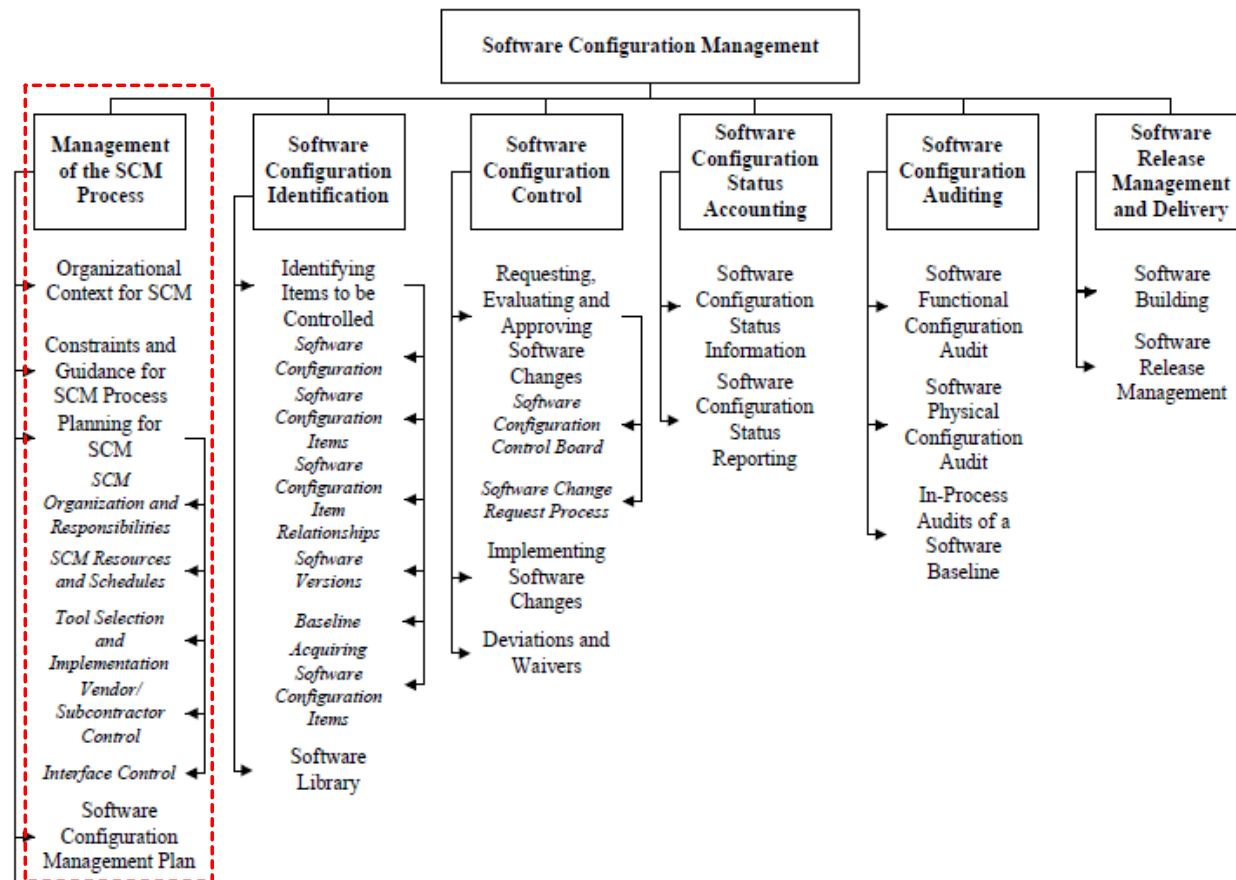 Software Configuration Management
Management
of the SCM
Process
Organizational
Context for SCM
Constraints and
Guidance for
SCM Process
Planning for
SCM
SCM
Organization and
Responsibilities
SCM Resources
and Schedules
Tool Selection
and
Implementation
Vendor/
Subcontractor
Control
Interface Control
Software
Configuration
Management Plan
Software
Configuration
Identification
Identifying
Items to be
Controlled
Software
Configuration
Software
Configuration
Items
Software
Configuration
Item
Relationships
Software
Versions
Baseline
Acquiring
Software
Configuration
Items
Software
Library
Software
Configuration
Control
Requesting,
Evaluating and
Approving
Software
Changes
Software
Configuration
Control Board
Software Change
Request Process
Implementing
Software
Changes
Deviations and
Waivers
Software
Configuration
Status
Accounting
Software
Configuration
Status
Information
Software
Configuration
Status
Reporting
Software
Configuration
Auditing
Software
Functional
Configuration
Audit
Software
Physical
Configuration
Audit
In-Process
Audits of a
Software
Baseline
Software
Release
Management
and Delivery
Software
Building
Software
Release
Management